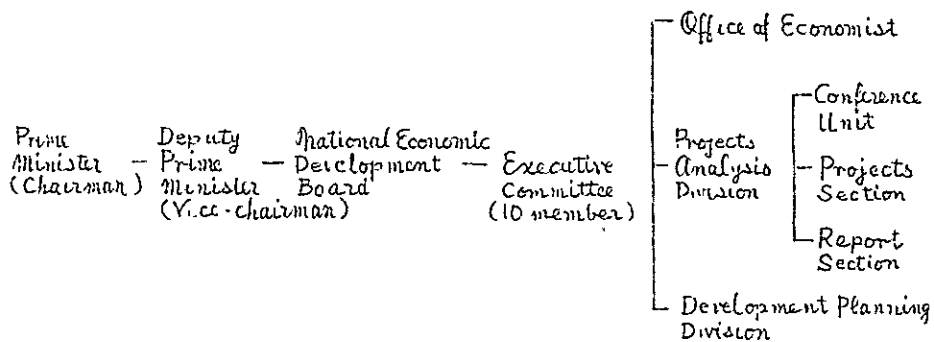 Prime
Minister
(Chairman)
Deputy
Prime
Minister
(Vice-chairman)
National Economic
Development
Board
Executive
Committee
(10 member)
Office of Economist
Projects
Analysis
Division
Conference
Unit
Projects
Section
Report
Section
Development Planning
Division